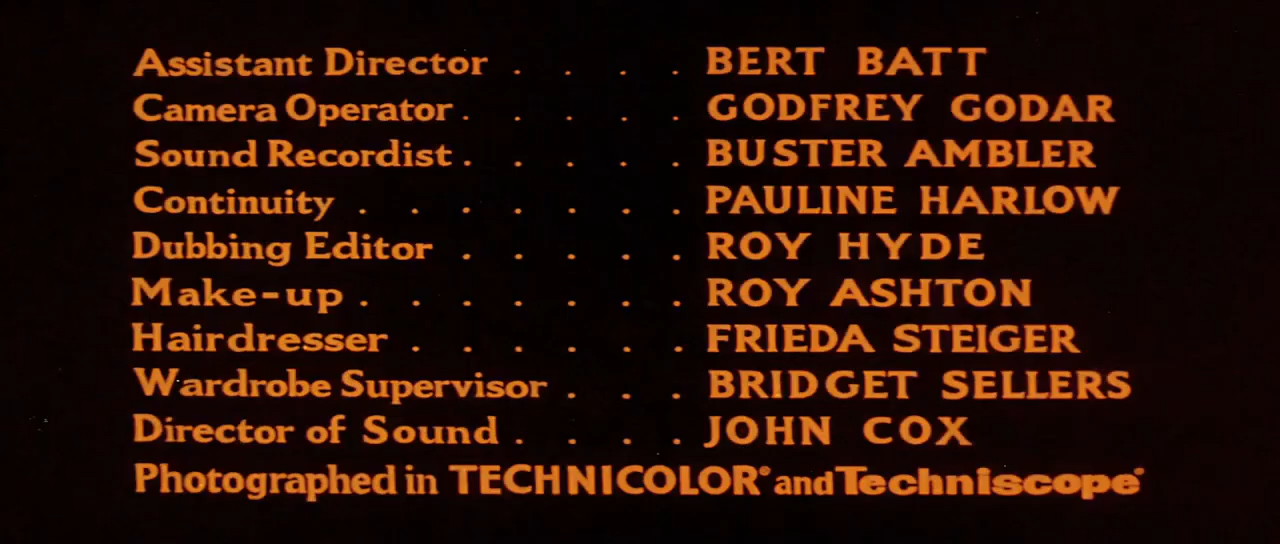 Assistant Director . . . . BERT BATT
Camera Operator . . . . . GODFREY GODAR
Sound Recordist . . . . . BUSTER AMBLER
Continuity . . . . . . . PAULINE HARLOW
Dubbing Editor . . . . . ROY HYDE
Make-up . . . . . . . ROY ASHTON
Hairdresser . . . . . . FRIEDA STEIGER
Wardrobe Supervisor . . . BRIDGET SELLERS
Director of Sound . . . . JOHN COX
Photographed in TECHNICOLOR® and Techniscope®